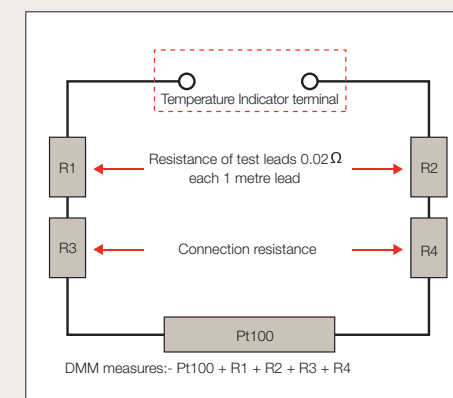 Temperature Indicator terminal
R1
Resistance of test leads 0.02 Ω
each 1 metre lead
R2
R3
Connection resistance
R4
Pt100
DMM measures:- Pt100 + R1 + R2 + R3 + R4